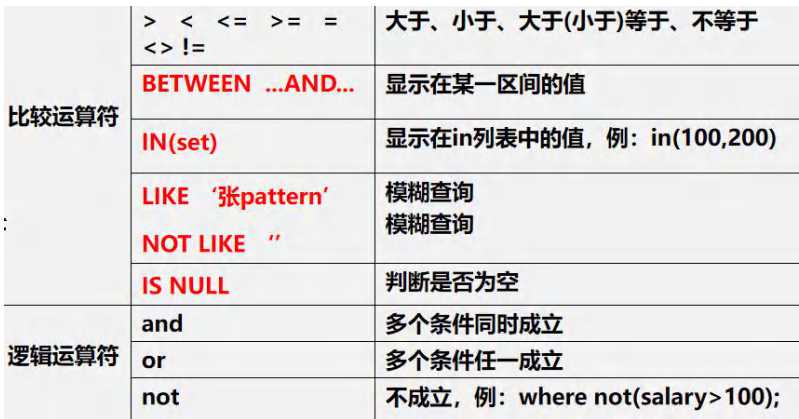 比较运算符
> < <= >= =
<> !=
大于、小于、大于(小于)等于、不等于
BETWEEN ...AND...
显示在某一区间的值
IN(set)
显示在in列表中的值，例：in(100,200)
LIKE ‘张pattern’
NOT LIKE ‘’
模糊查询
模糊查询
IS NULL
判断是否为空
逻辑运算符
and
多个条件同时成立
or
多个条件任一成立
not
不成立，例：where not(salary>100);